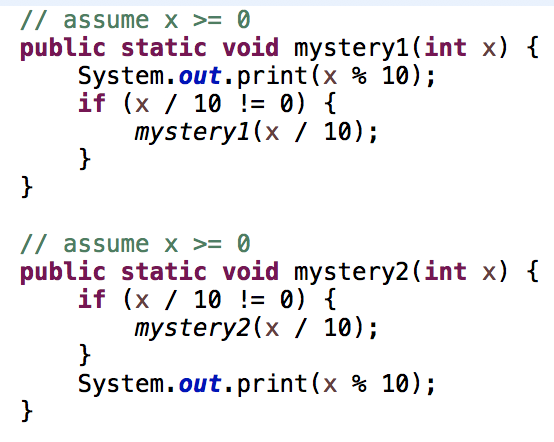 // assume x >= 0
public static void mystery1(int x) {
    System.out.print(x % 10);
    if (x / 10 != 0) {
        mystery1(x / 10);
    }
}

// assume x >= 0
public static void mystery2(int x) {
    if (x / 10 != 0) {
        mystery2(x / 10);
    }
    System.out.print(x % 10);
}